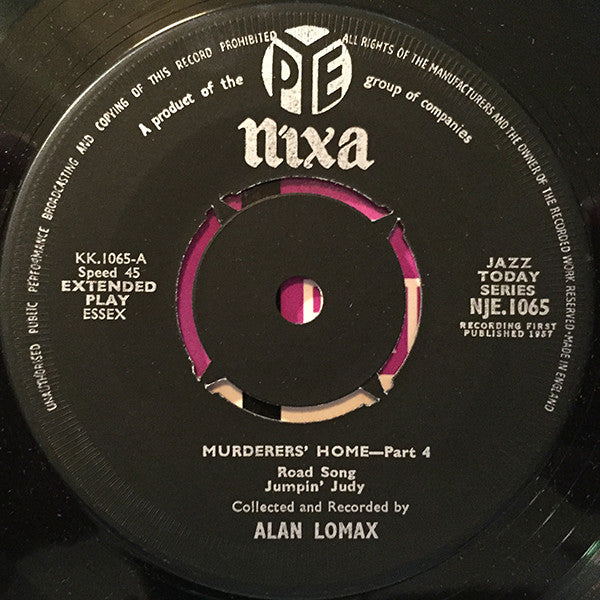 UNAUTHORISED PUBLIC PERFORMANCE BROADCASTING AND COPYING OF THIS RECORD PROHIBITED
ALL RIGHTS OF THE MANUFACTURERS AND THE OWNER OF THE RECORDED WORK RESERVED-MADE IN ENGLAND
A product of the
PYE
group of companies
nixa
KK.1065-A
Speed 45
EXTENDED
PLAY
ESSEX
JAZZ
TODAY
SERIES
NJE.1065
RECORDING FIRST
PUBLISHED 1957
MURDERERS' HOME—Part 4
Road Song
Jumpin' Judy
Collected and Recorded by
ALAN LOMAX